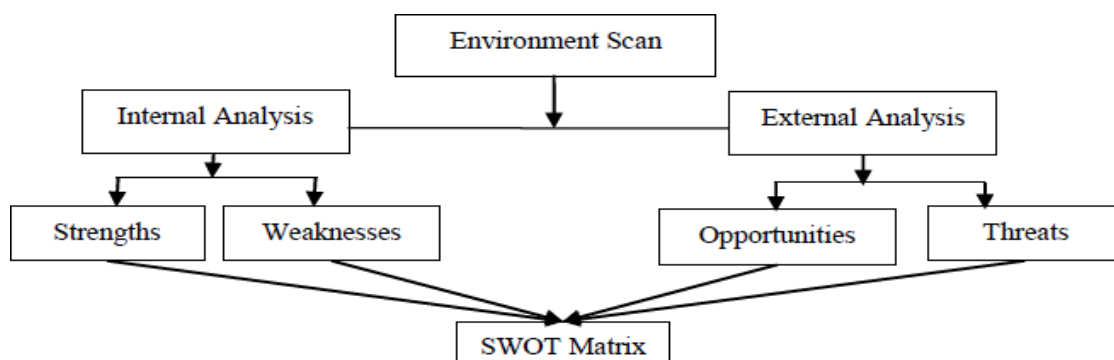 Environment Scan
Internal Analysis
External Analysis
Strengths
Weaknesses
Opportunities
Threats
SWOT Matrix